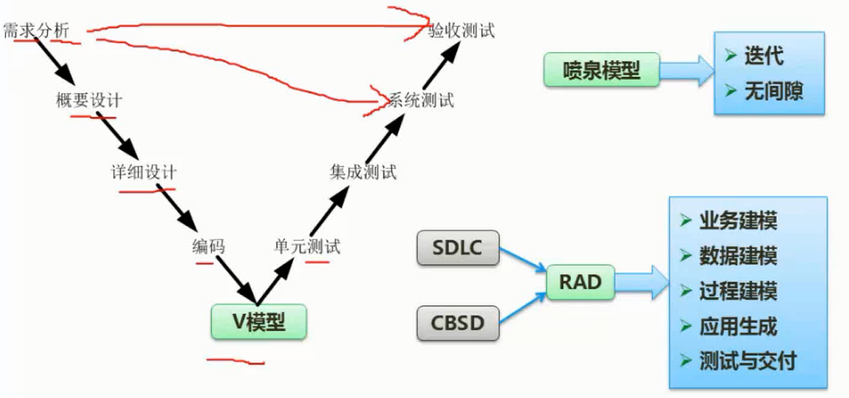 需求分析
概要设计
详细设计
编码
V模型
单元测试
集成测试
系统测试
验收测试
喷泉模型
迭代
无间隙
SDLC
CBSD
RAD
业务建模
数据建模
过程建模
应用生成
测试与交付